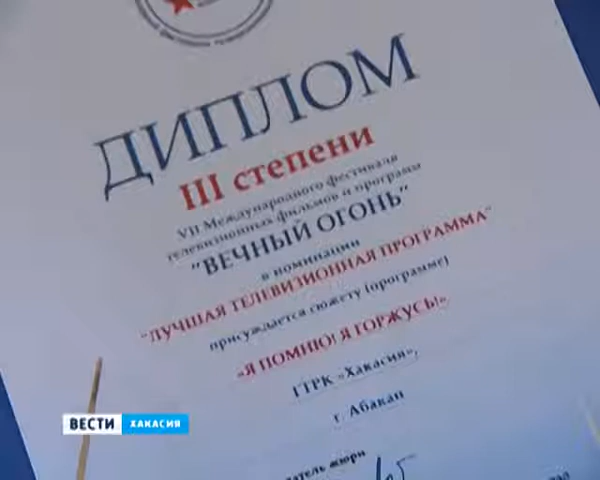 ДИПЛОМ
III степени
VII Международного фестиваля
телевизионных фильмов и программ
"ВЕЧНЫЙ ОГОНЬ"
в номинации
"ЛУЧШАЯ ТЕЛЕВИЗИОННАЯ ПРОГРАММА"
присуждается сюжету (программе)
«Я ПОМНЮ! Я ГОРЖУСЬ!»
ГТРК «Хакасия»,
г. Абакан
ВЕСТИ ХАКАСИЯ
жюри